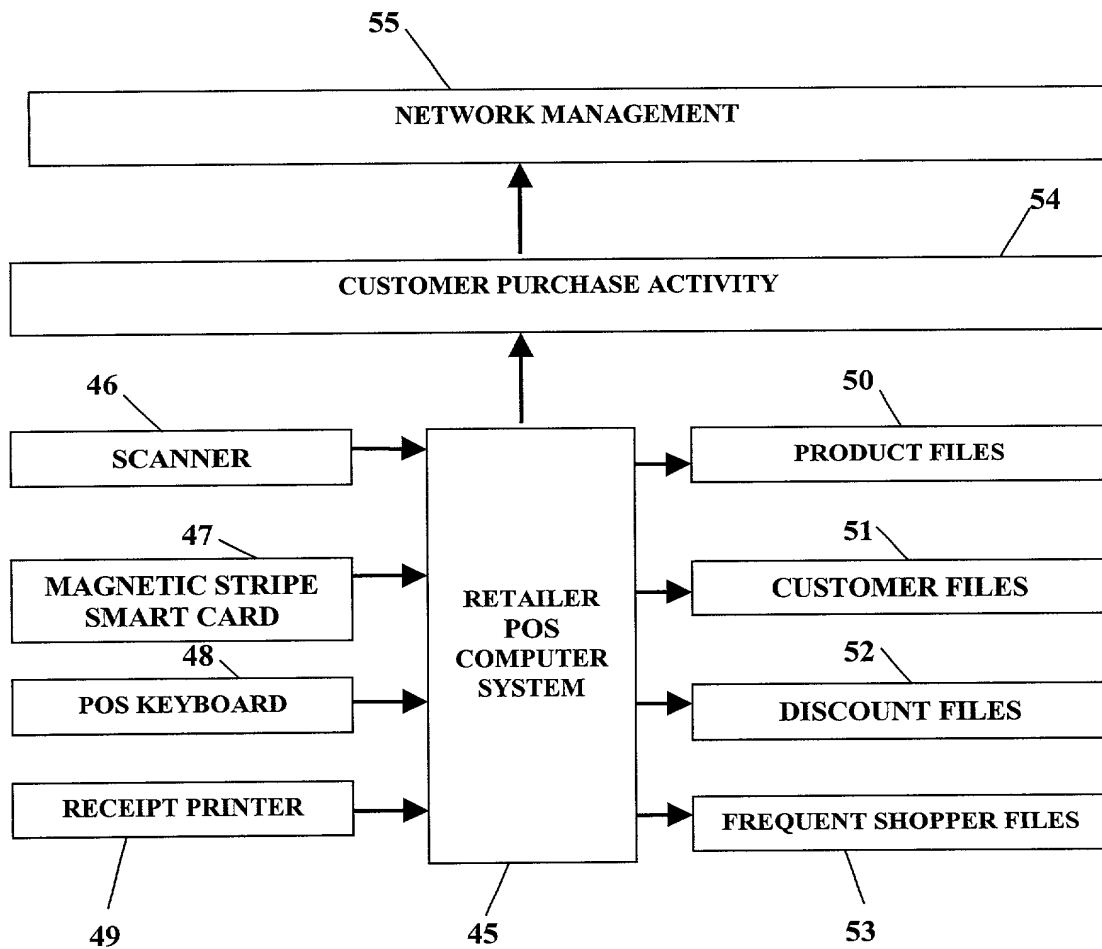 55
NETWORK MANAGEMENT
54
CUSTOMER PURCHASE ACTIVITY
46
SCANNER
47
MAGNETIC STRIPE
SMART CARD
48
POS KEYBOARD
RECEIPT PRINTER
49
RETAILER
POS
COMPUTER
SYSTEM
45
50
PRODUCT FILES
51
CUSTOMER FILES
52
DISCOUNT FILES
FREQUENT SHOPPER FILES
53